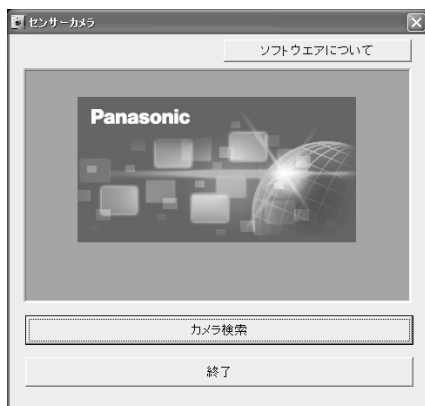 センサーカメラ
ソフトウエアについて
Panasonic
カメラ検索
終了